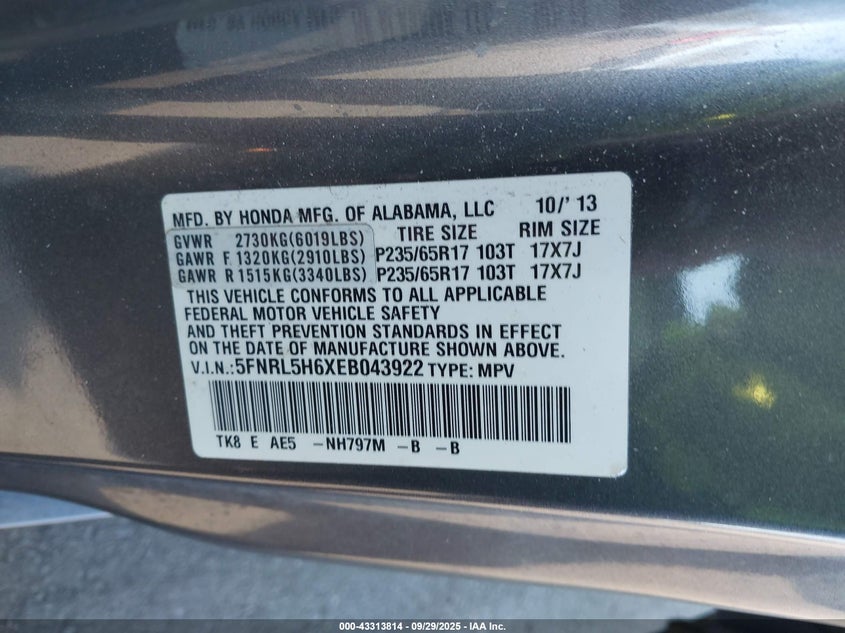 MFD. BY HONDA MFG. OF ALABAMA, LLC 10/' 13
GVWR 2730KG(6019LBS) TIRE SIZE RIM SIZE
GAWR F 1320KG(2910LBS) P235/65R17 103T 17X7J
GAWR R 1515KG(3340LBS) P235/65R17 103T 17X7J
THIS VEHICLE CONFORMS TO ALL APPLICABLE
FEDERAL MOTOR VEHICLE SAFETY
AND THEFT PREVENTION STANDARDS IN EFFECT
ON THE DATE OF MANUFACTURE SHOWN ABOVE.
V.I.N.:5FNRL5H6XEB043922 TYPE: MPV
TK8 E AE5 -NH797M -B -B
000-43313814 - 09/29/2025 - IAA Inc.